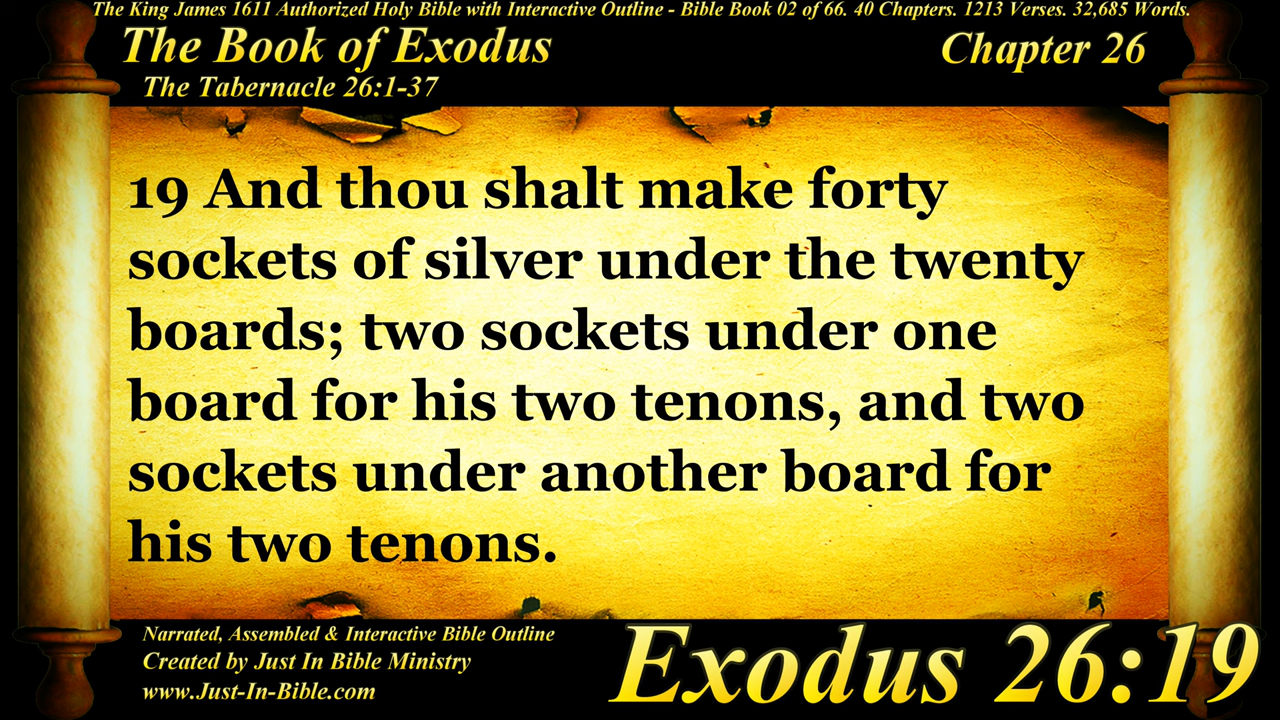 The King James 1611 Authorized Holy Bible with Interactive Outline - Bible Book 02 of 66. 40 Chapters. 1213 Verses. 32,685 Words.
The Book of Exodus
Chapter 26
The Tabernacle 26:1-37
19 And thou shalt make forty
sockets of silver under the twenty
boards; two sockets under one
board for his two tenons, and two
sockets under another board for
his two tenons.
Narrated, Assembled & Interactive Bible Outline
Created by Just In Bible Ministry
www.Just-In-Bible.com
Exodus 26:19